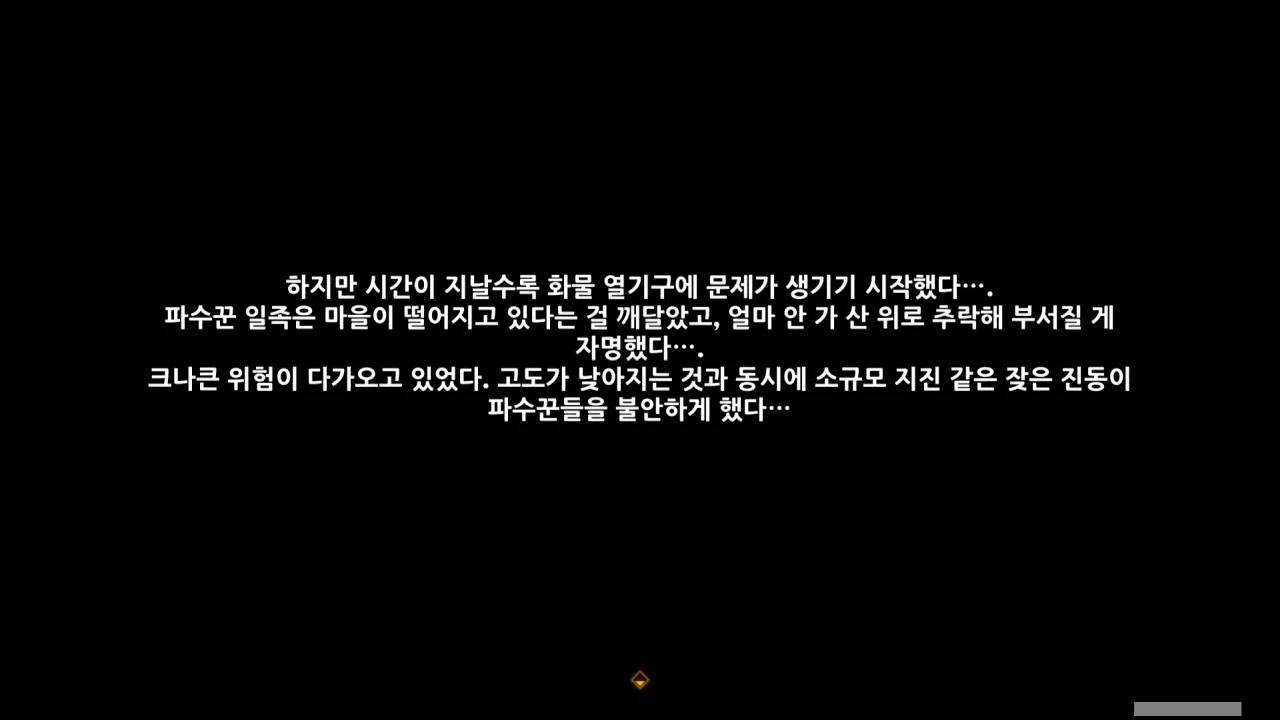 하지만 시간이 지날수록 화물 열기구에 문제가 생기기 시작했다….
파수꾼 일족은 마을이 떨어지고 있다는 걸 깨달았고, 얼마 안 가 산 위로 추락해 부서질 게
자명했다….
크나큰 위험이 다가오고 있었다. 고도가 낮아지는 것과 동시에 소규모 지진 같은 잦은 진동이
파수꾼들을 불안하게 했다…